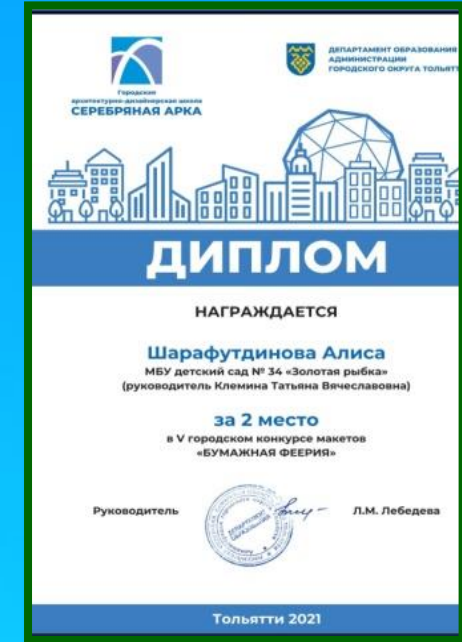 Городская
архитектурно-дизайнерская школа
СЕРЕБРЯНАЯ АРКА
ДЕПАРТАМЕНТ ОБРАЗОВАНИЯ
АДМИНИСТРАЦИИ
ГОРОДСКОГО ОКРУГА ТОЛЬЯТТ
ДИПЛОМ
НАГРАЖДАЕТСЯ
Шарафутдинова Алиса
МБУ детский сад № 34 «Золотая рыбка»
(руководитель Клемина Татьяна Вячеславовна)
за 2 место
в V городском конкурсе макетов
«БУМАЖНАЯ ФЕЕРИЯ»
Руководитель
ДЕПАРТАМЕНТ
ОБРАЗОВАНИЯ
Л.М. Лебедева
Тольятти 2021